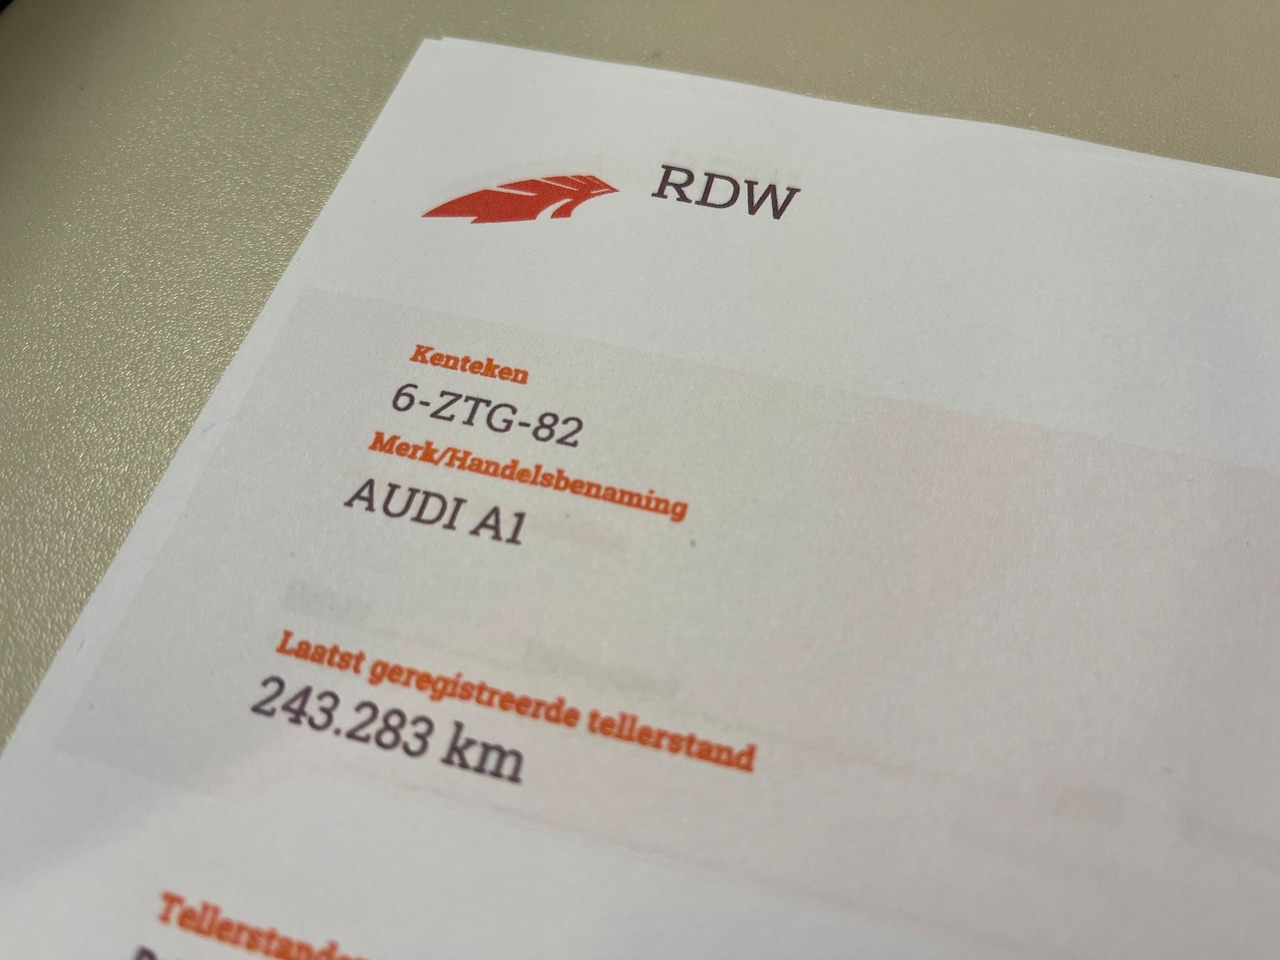 RDW
Kenteken
6-ZTG-82
Merk/Handelsbenaming
AUDI A1
Laatst geregistreerde tellerstand
243.283 km